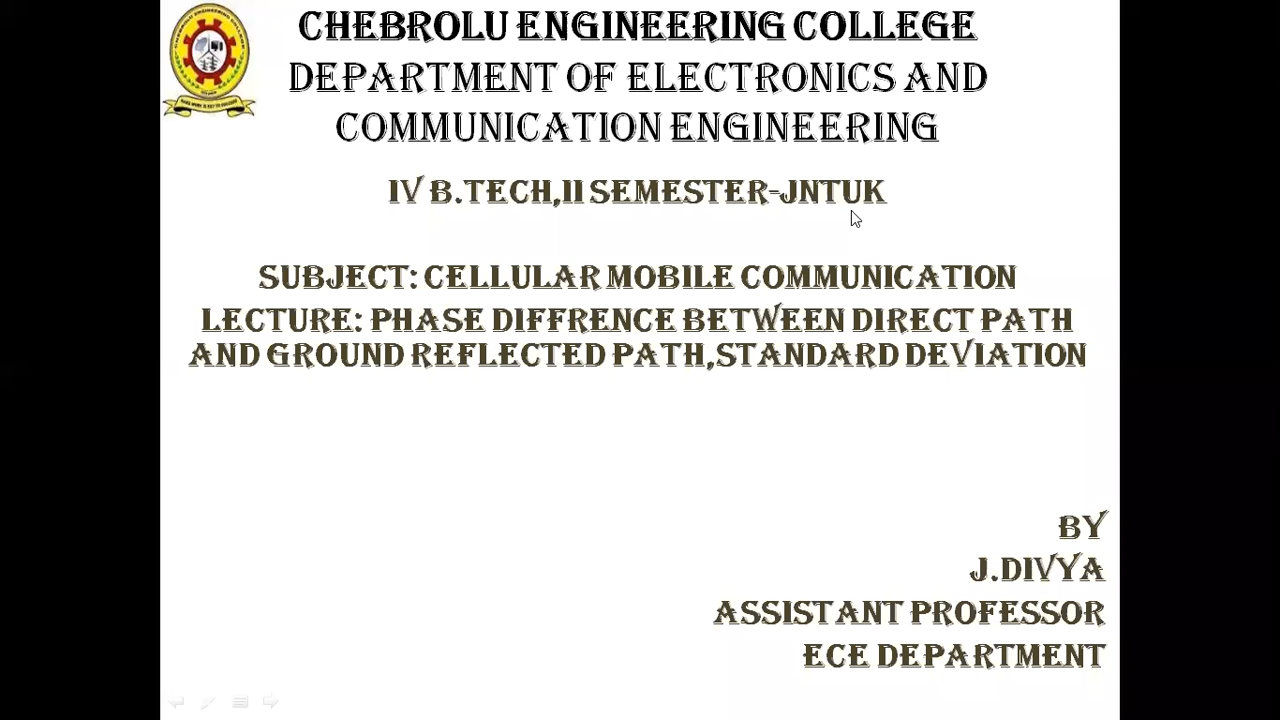 CHEBROLU ENGINEERING COLLEGE
DEPARTMENT OF ELECTRONICS AND
COMMUNICATION ENGINEERING
IV B.TECH,II SEMESTER-JNTUK
SUBJECT: CELLULAR MOBILE COMMUNICATION
LECTURE: PHASE DIFFRENCE BETWEEN DIRECT PATH
AND GROUND REFLECTED PATH,STANDARD DEVIATION
BY
J.DIVYA
ASSISTANT PROFESSOR
ECE DEPARTMENT